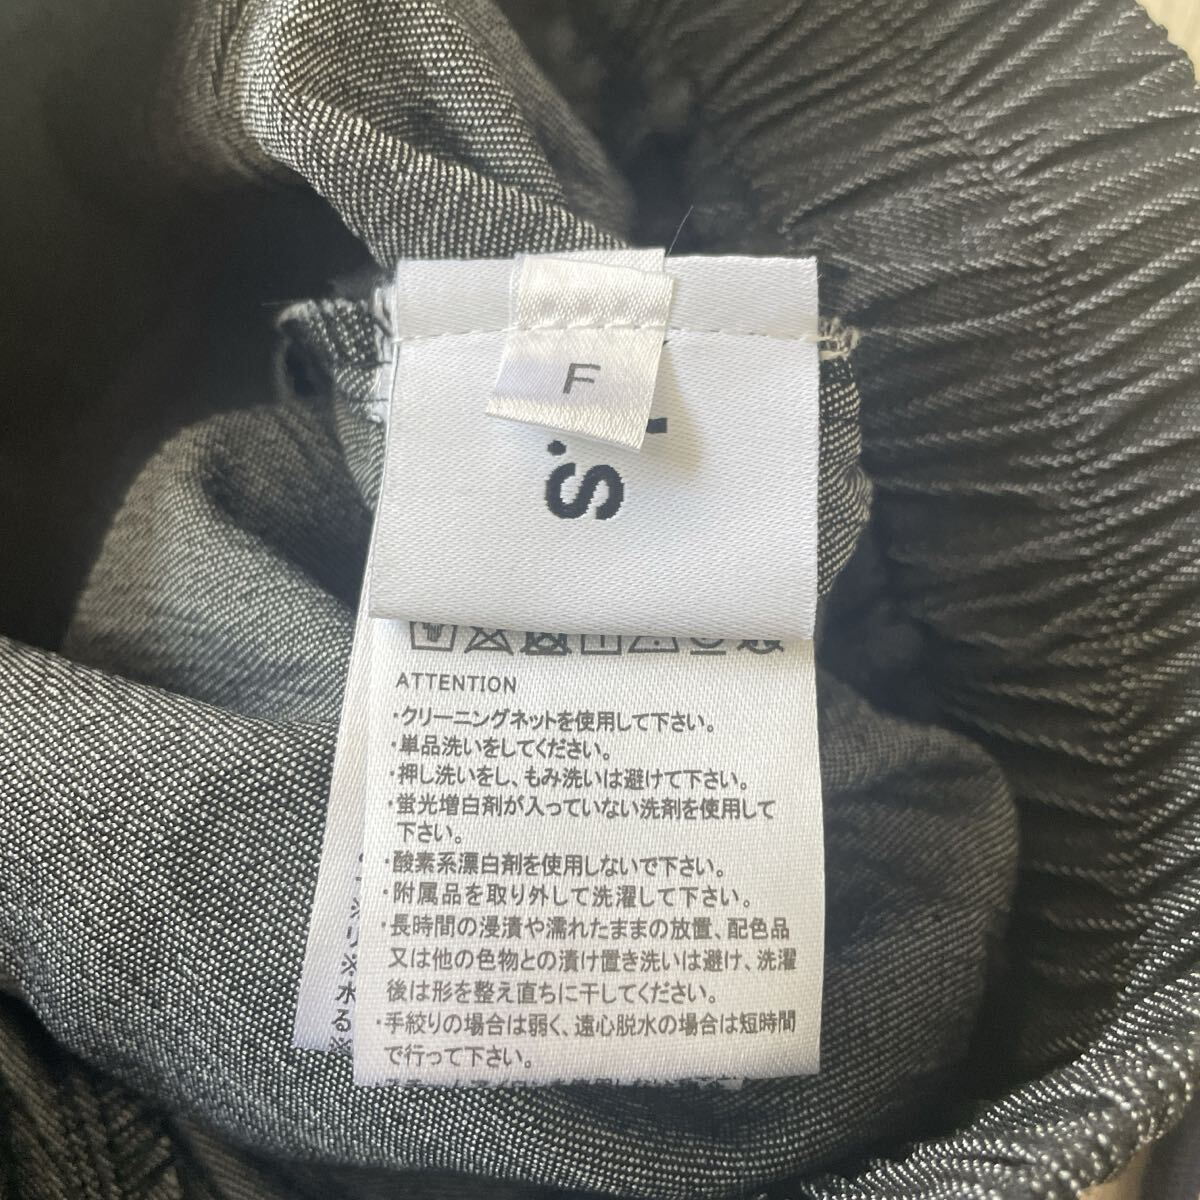 F
s.
ATTENTION
・クリーニングネットを使用して下さい。
・単品洗いをしてください。
・押し洗いをし、もみ洗いは避けて下さい。
・蛍光増白剤が入っていない洗剤を使用して
下さい。
・酸素系漂白剤を使用しないで下さい。
・附属品を取り外して洗濯して下さい。
・長時間の浸漬や濡れたままの放置、配色品
又は他の色物との漬け置き洗いは避け、洗濯
後は形を整え直ちに干してください。
・手絞りの場合は弱く、遠心脱水の場合は短時間
で行って下さい。
※
リ
※
水
る
※